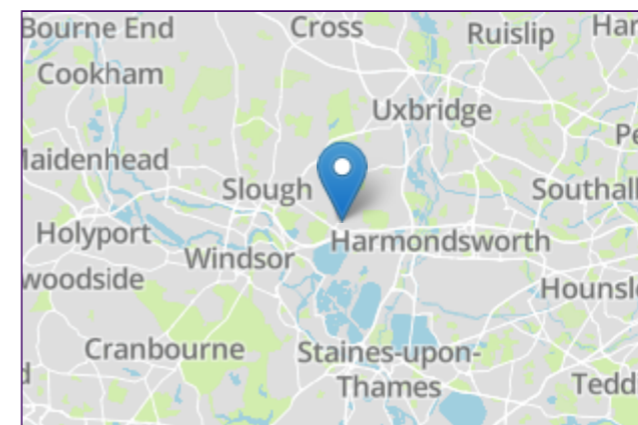 Bourne End
Cross
Ruislip
Har
Cookham
Uxbridge
Pe
Maidenhead
Slough
Southall
Holyport
Harmondsworth
Windsor
woodside
Hounsl
Cranbourne
Staines-upon-
Thames
Tedd